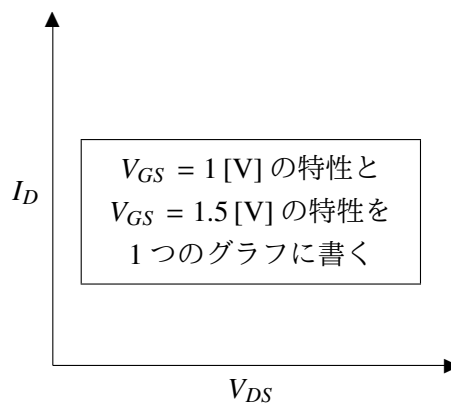 I_D
V_GS = 1 [V] の特性と
V_GS = 1.5 [V] の特牲を
1 つのグラフに書く
V_DS